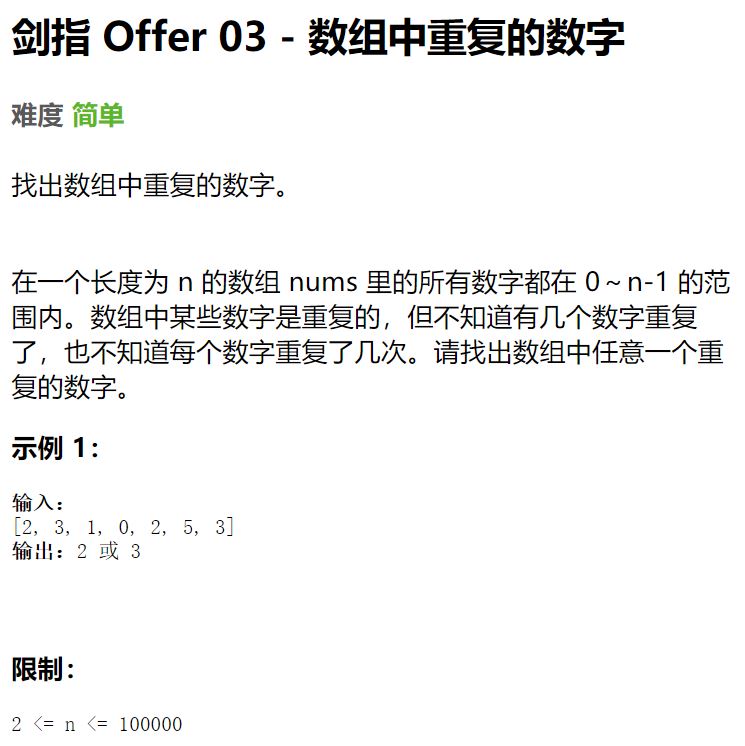 剑指 Offer 03 - 数组中重复的数字
难度 简单
找出数组中重复的数字。
在一个长度为 n 的数组 nums 里的所有数字都在 0～n-1 的范
围内。数组中某些数字是重复的，但不知道有几个数字重复
了，也不知道每个数字重复了几次。请找出数组中任意一个重
复的数字。
示例 1：
输入：
[2, 3, 1, 0, 2, 5, 3]
输出：2 或 3
限制：
2 <= n <= 100000